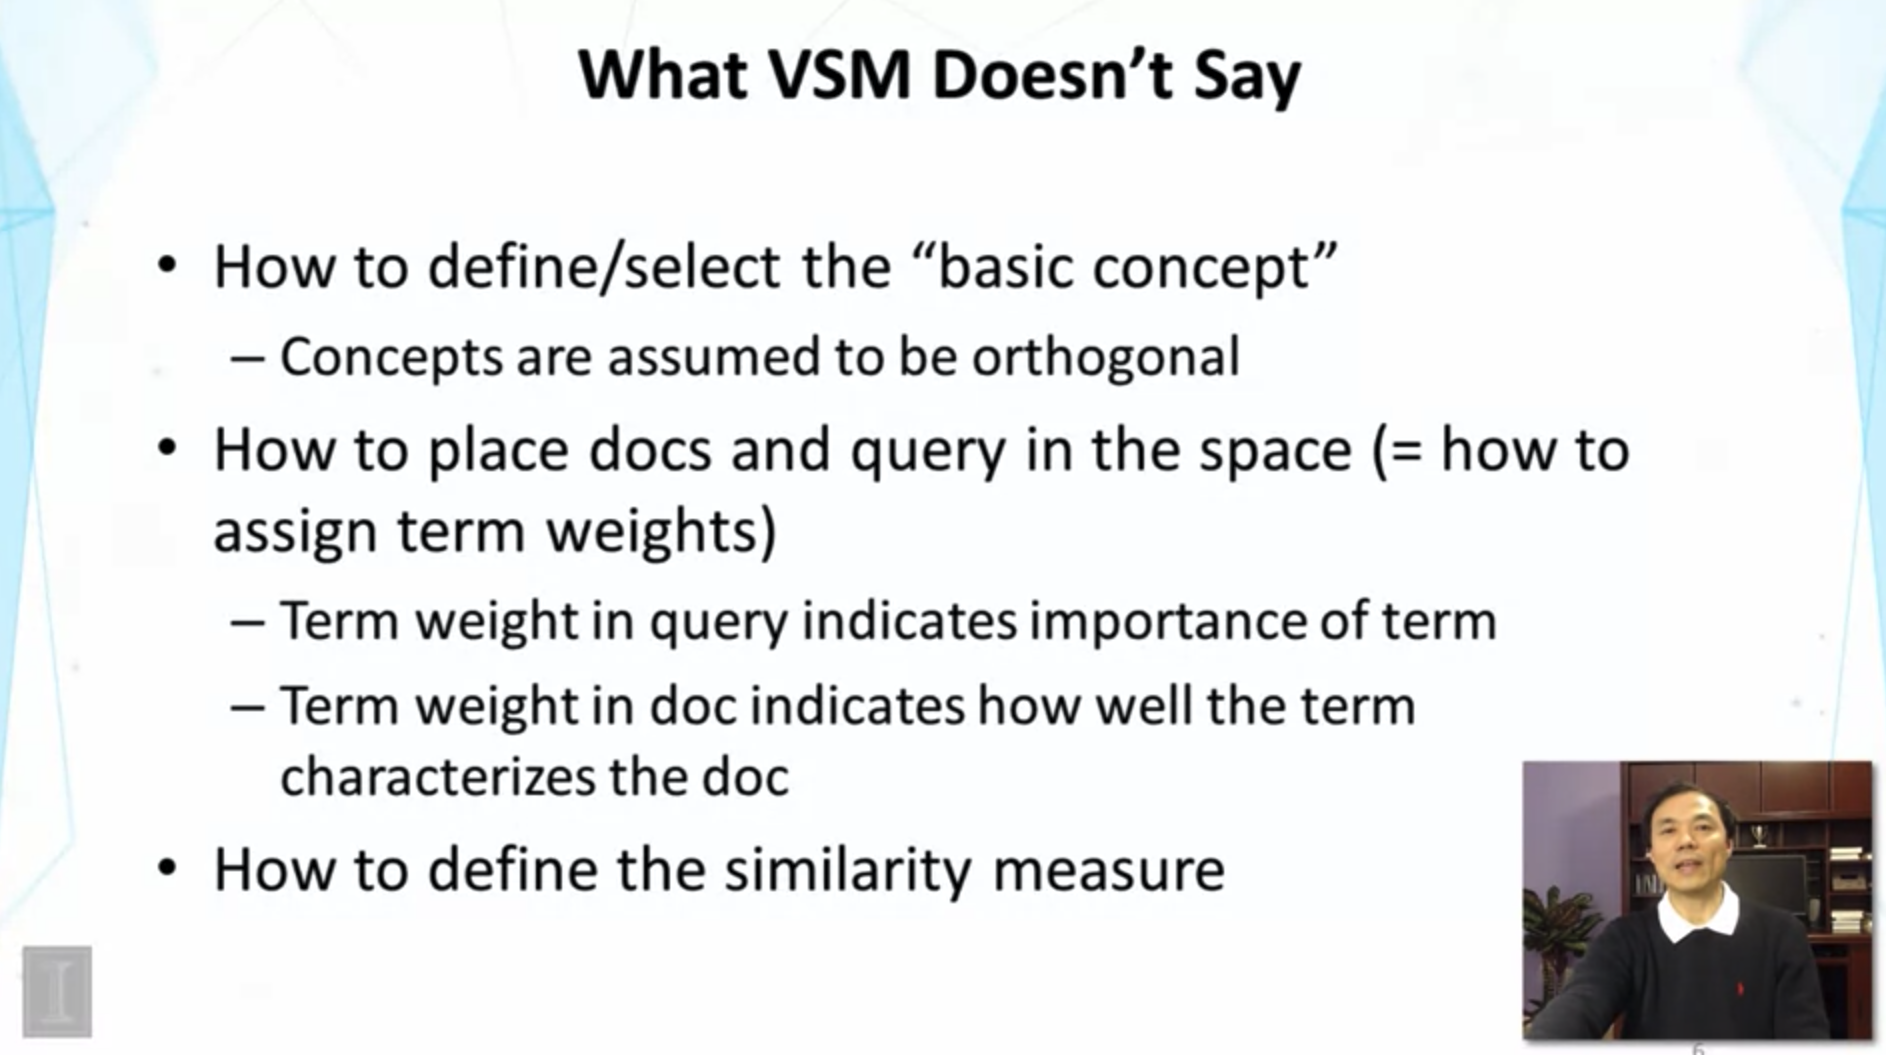 What VSM Doesn’t Say
• How to define/select the “basic concept”
– Concepts are assumed to be orthogonal
• How to place docs and query in the space (= how to
assign term weights)
– Term weight in query indicates importance of term
– Term weight in doc indicates how well the term
characterizes the doc
• How to define the similarity measure
I
6